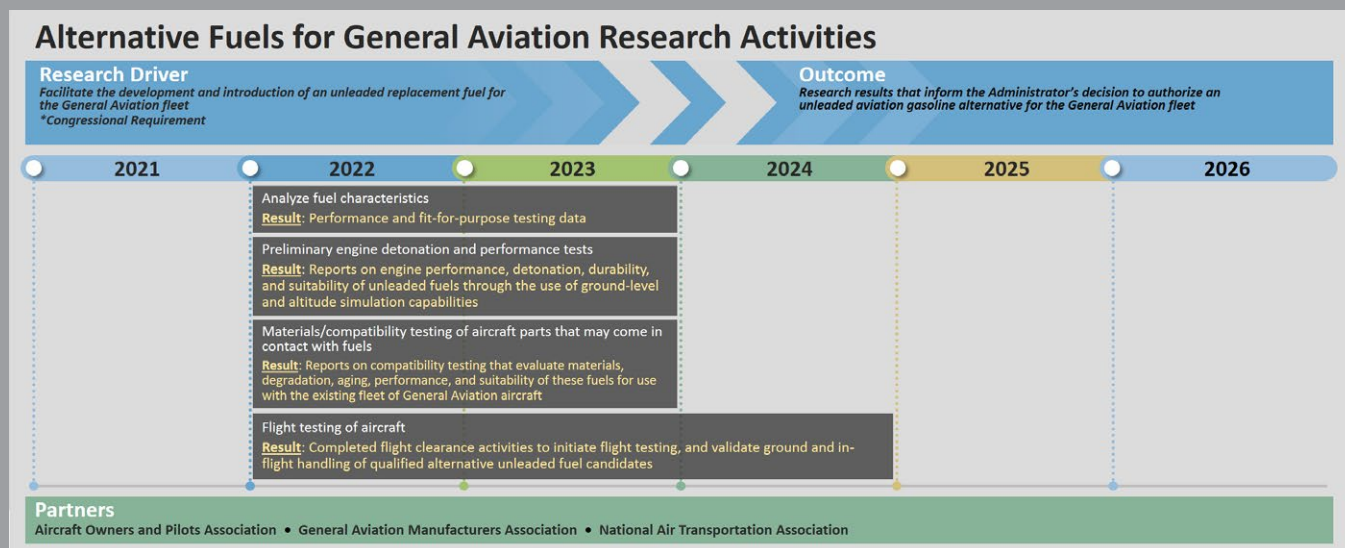 Alternative Fuels for General Aviation Research Activities
Research Driver
Facilitate the development and introduction of an unleaded replacement fuel for
the General Aviation fleet
*Congressional Requirement
Outcome
Research results that inform the Administrator's decision to authorize an
unleaded aviation gasoline alternative for the General Aviation fleet
2021 2022 2023 2024 2025 2026
Analyze fuel characteristics
Result: Performance and fit-for-purpose testing data
Preliminary engine detonation and performance tests
Result: Reports on engine performance, detonation, durability,
and suitability of unleaded fuels through the use of ground-level
and altitude simulation capabilities
Materials/compatibility testing of aircraft parts that may come in
contact with fuels
Result: Reports on compatibility testing that evaluate materials,
degradation, aging, performance, and suitability of these fuels for use
with the existing fleet of General Aviation aircraft
Flight testing of aircraft
Result: Completed flight clearance activities to initiate flight testing, and validate ground and in-
flight handling of qualified alternative unleaded fuel candidates
Partners
Aircraft Owners and Pilots Association • General Aviation Manufacturers Association • National Air Transportation Association